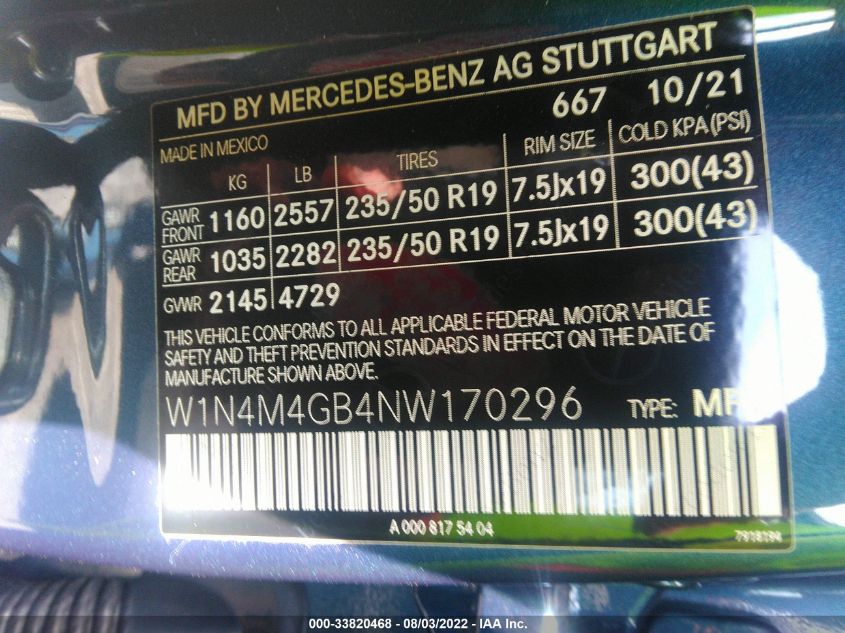 MFD BY MERCEDES-BENZ AG STUTTGART
667 10/21
MADE IN MEXICO
KG LB TIRES RIM SIZE COLD KPA (PSI)
GAWR FRONT 1160 2557 235/50 R19 7.5Jx19 300(43)
GAWR REAR 1035 2282 235/50 R19 7.5Jx19 300(43)
GVWR 2145 4729
THIS VEHICLE CONFORMS TO ALL APPLICABLE FEDERAL MOTOR VEHICLE
SAFETY AND THEFT PREVENTION STANDARDS IN EFFECT ON THE DATE OF
MANUFACTURE SHOWN ABOVE.
W1N4M4GB4NW170296 TYPE:
A 000 817 54 04
7918194
000-33820468 - 08/03/2022 - IAA Inc.